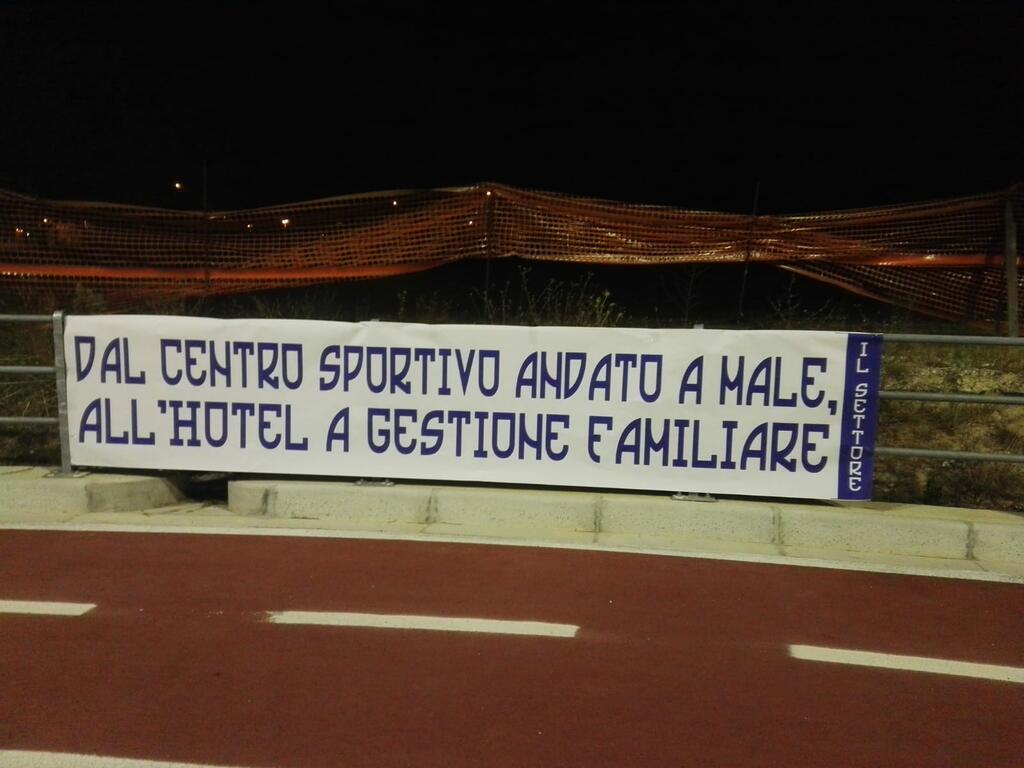 DAL CENTRO SPORTIVO ANDATO A MALE,
ALL'HOTEL A GESTIONE FAMILIARE
IL SETTORE